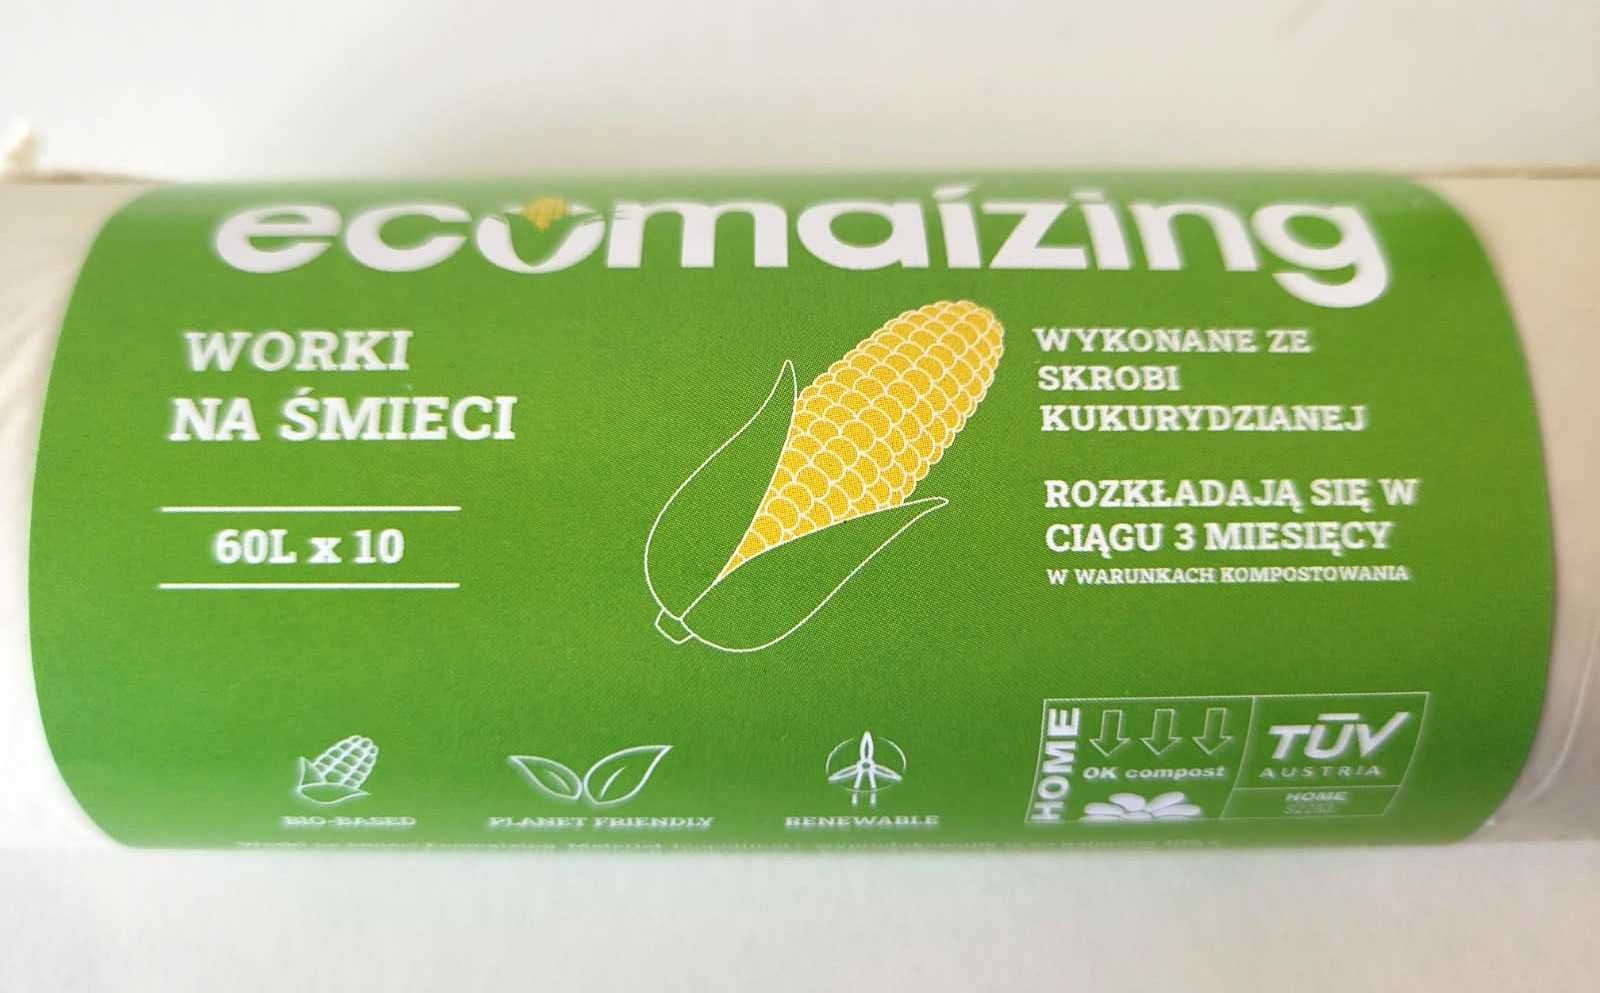 ecomaízíng
WORKI
NA ŚMIECI
60L x 10
WYKONANE ZE
SKROBI
KUKURYDZIANEJ
ROZKŁADAJĄ SIĘ W
CIĄGU 3 MIESIĘCY
W WARUNKACH KOMPOSTOWANIA
BIO-BASED
PLANET FRIENDLY
RENEWABLE
HOME
OK compost
TÜV
AUSTRIA
HOME